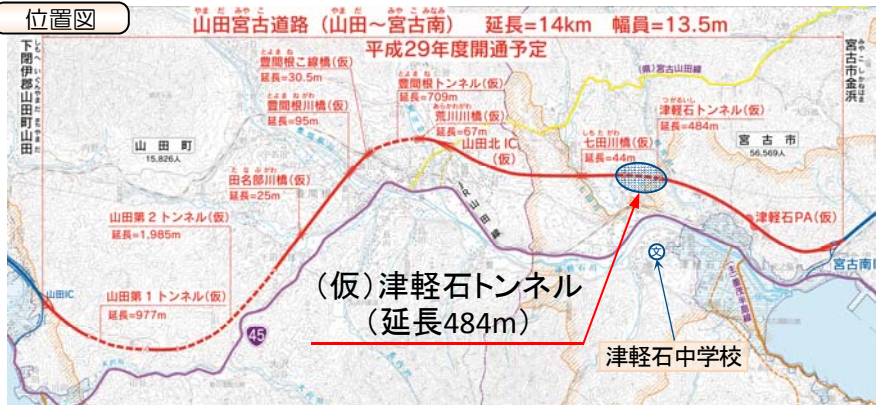 位置図
山田宮古道路（山田～宮古南）　延長=14km　幅員=13.5m
平成29年度開通予定
下閉伊郡山田町山田
宮古市金浜
豊間根こ線橋(仮)
延長=30.5m
豊間根川橋(仮)
延長=95m
田名部川橋(仮)
延長=25m
山田第2トンネル(仮)
延長=1,985m
山田第1トンネル(仮)
延長=977m
豊間根トンネル(仮)
延長=709m
荒川川橋(仮)
延長=67m
山田北IC
(仮)
(県)宮古山田線
七田川橋(仮)
延長=44m
津軽石トンネル(仮)
延長=484m
山田町
15,826人
宮古市
56,569人
津軽石PA(仮)
宮古南I
山田IC
45
JR山田線
文
(仮)津軽石トンネル
(延長484m)
津軽石中学校